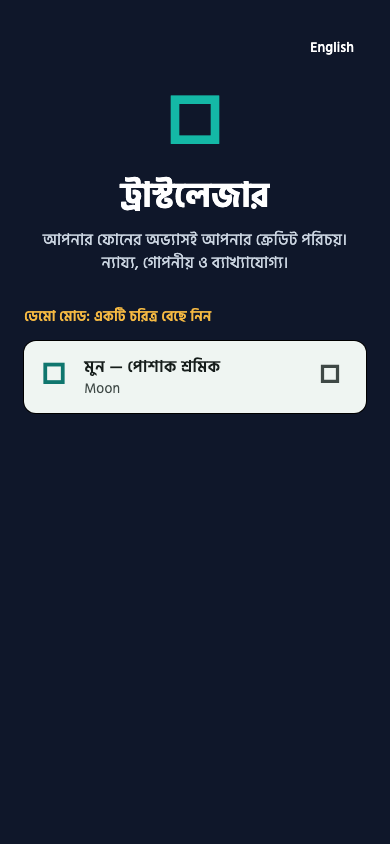 English
ট্রাস্টলেজার
আপনার ফোনের অভ্যাসই আপনার ক্রেডিট পরিচয়।
ন্যায্য, গোপনীয় ও ব্যাখ্যাযোগ্য।
ডেমো মোড: একটি চরিত্র বেছে নিন
মুন — পোশাক শ্রমিক
Moon